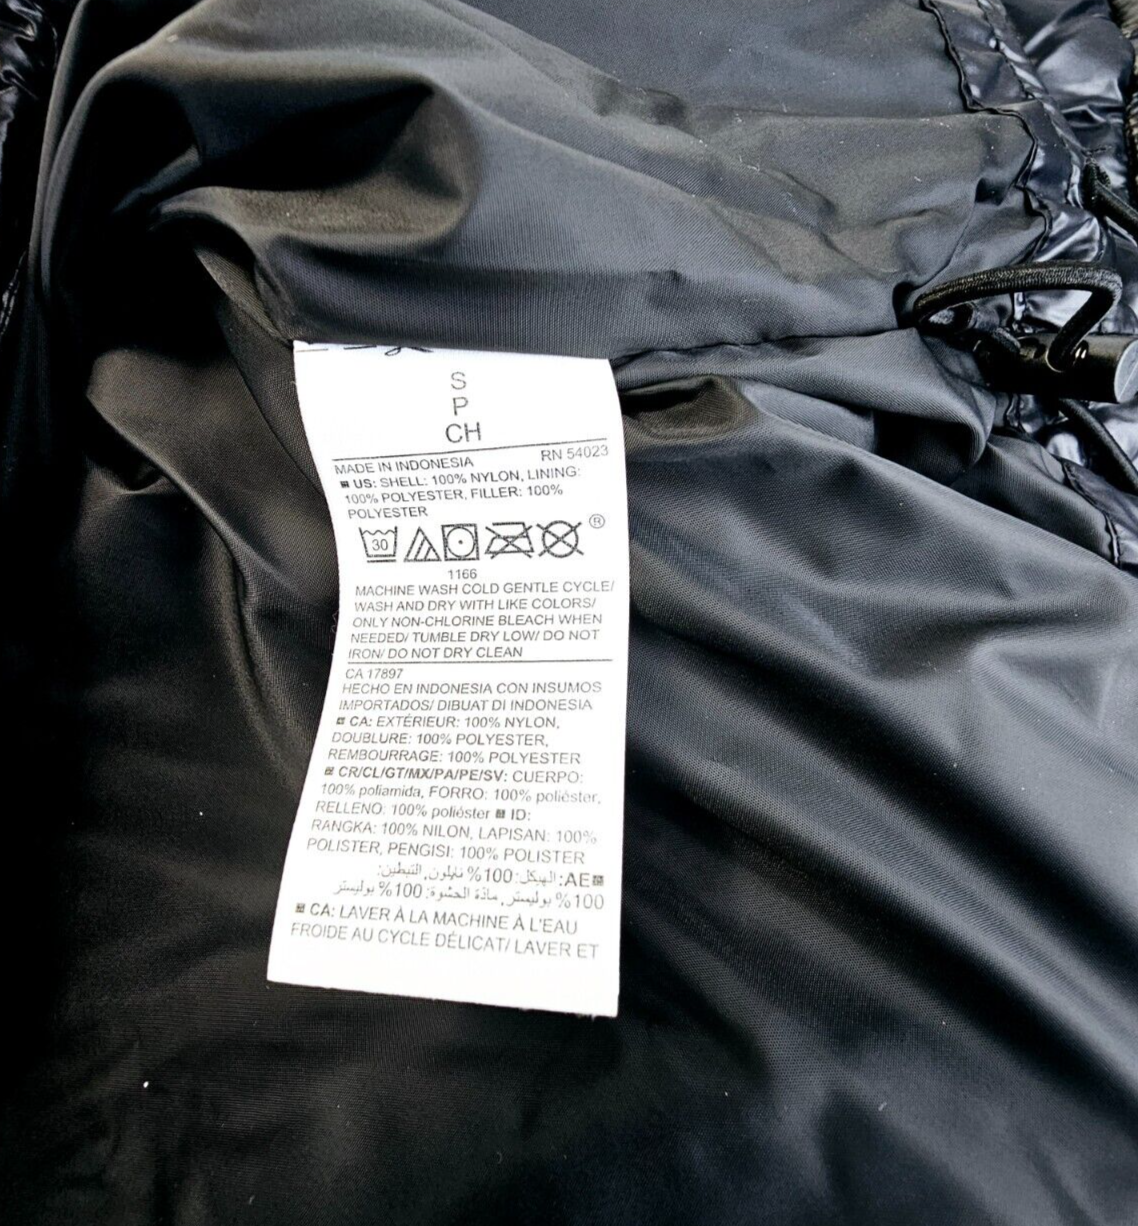 S
P
CH
MADE IN INDONESIA RN 54023
US: SHELL: 100% NYLON, LINING:
100% POLYESTER, FILLER: 100%
POLYESTER
30
®
1166
MACHINE WASH COLD GENTLE CYCLE/
WASH AND DRY WITH LIKE COLORS/
ONLY NON-CHLORINE BLEACH WHEN
NEEDED/ TUMBLE DRY LOW/ DO NOT
IRON/ DO NOT DRY CLEAN
CA 17897
HECHO EN INDONESIA CON INSUMOS
IMPORTADOS/ DIBUAT DI INDONESIA
CA: EXTÉRIEUR: 100% NYLON,
DOUBLURE: 100% POLYESTER,
REMBOURRAGE: 100% POLYESTER
CR/CL/GT/MX/PA/PE/SV: CUERPO:
100% poliamida, FORRO: 100% poliéster,
RELLENO: 100% poliéster ID:
RANGKA: 100% NILON, LAPISAN: 100%
POLISTER, PENGISI: 100% POLISTER
AE: الهيكل: 100% نايلون, التبطين:
100% بوليستر, مادة الحشوة: 100% بوليستر
CA: LAVER À LA MACHINE À L'EAU
FROIDE AU CYCLE DÉLICAT/ LAVER ET